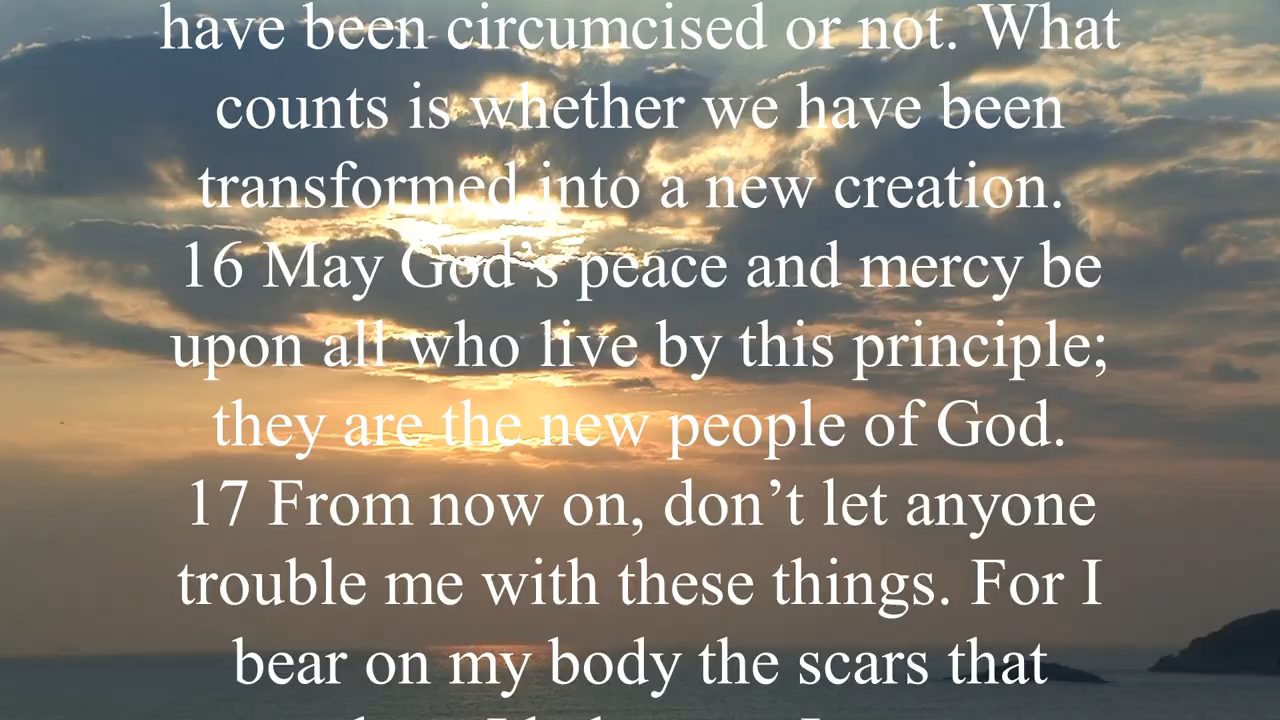 have been circumcised or not. What
counts is whether we have been
transformed into a new creation.
16 May God’s peace and mercy be
upon all who live by this principle;
they are the new people of God.
17 From now on, don’t let anyone
trouble me with these things. For I
bear on my body the scars that